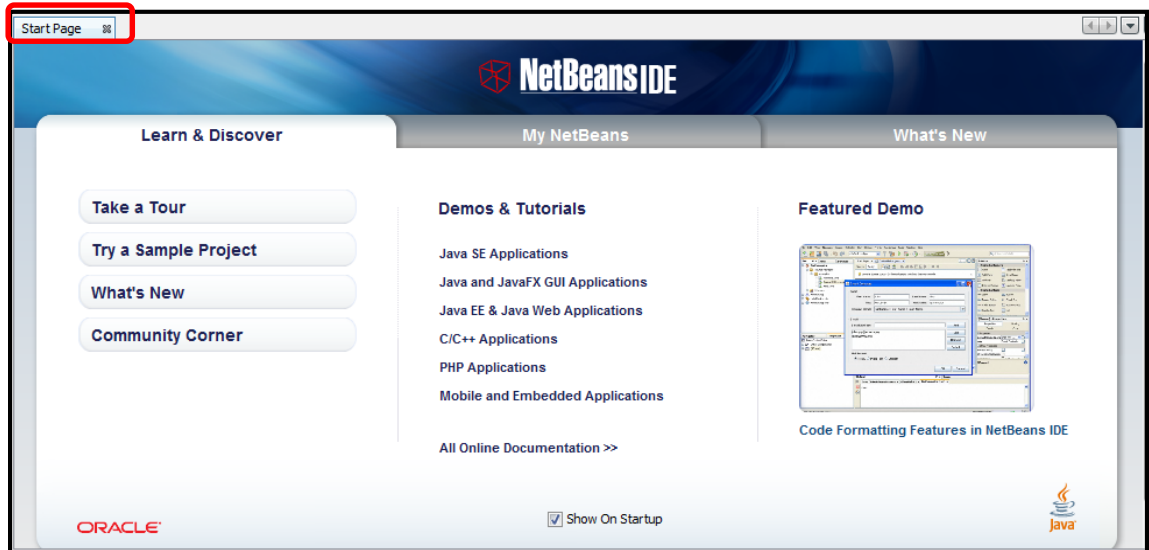 Start Page
NetBeans IDE
Learn & Discover
My NetBeans
What's New
Take a Tour
Try a Sample Project
What's New
Community Corner
Demos & Tutorials
Java SE Applications
Java and JavaFX GUI Applications
Java EE & Java Web Applications
C/C++ Applications
PHP Applications
Mobile and Embedded Applications
All Online Documentation >>
Featured Demo
Code Formatting Features in NetBeans IDE
ORACLE
Show On Startup
Java